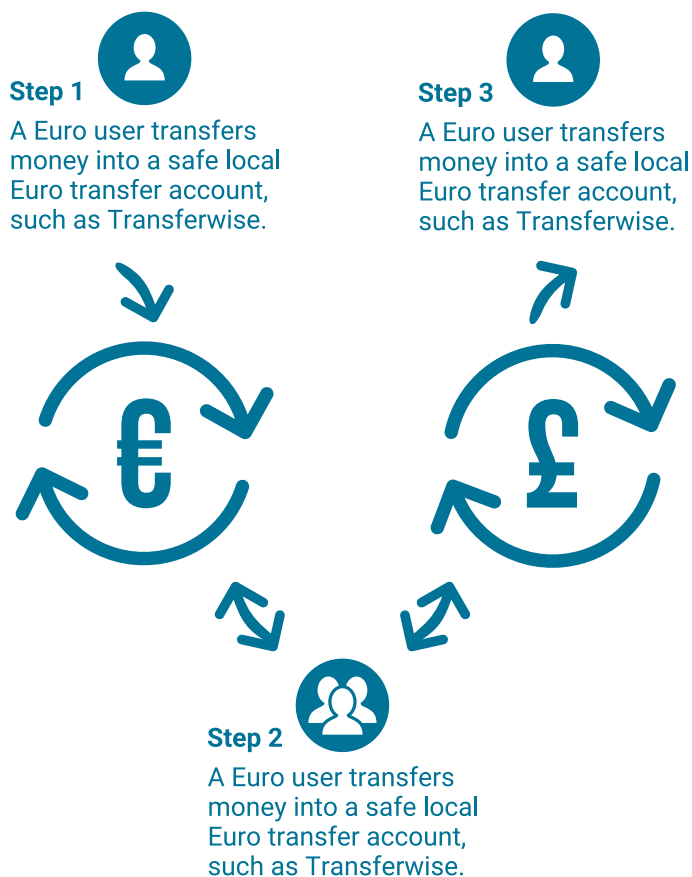 Step 1
A Euro user transfers
money into a safe local
Euro transfer account,
such as Transferwise.
€
Step 2
A Euro user transfers
money into a safe local
Euro transfer account,
such as Transferwise.
Step 3
A Euro user transfers
money into a safe local
Euro transfer account,
such as Transferwise.
£